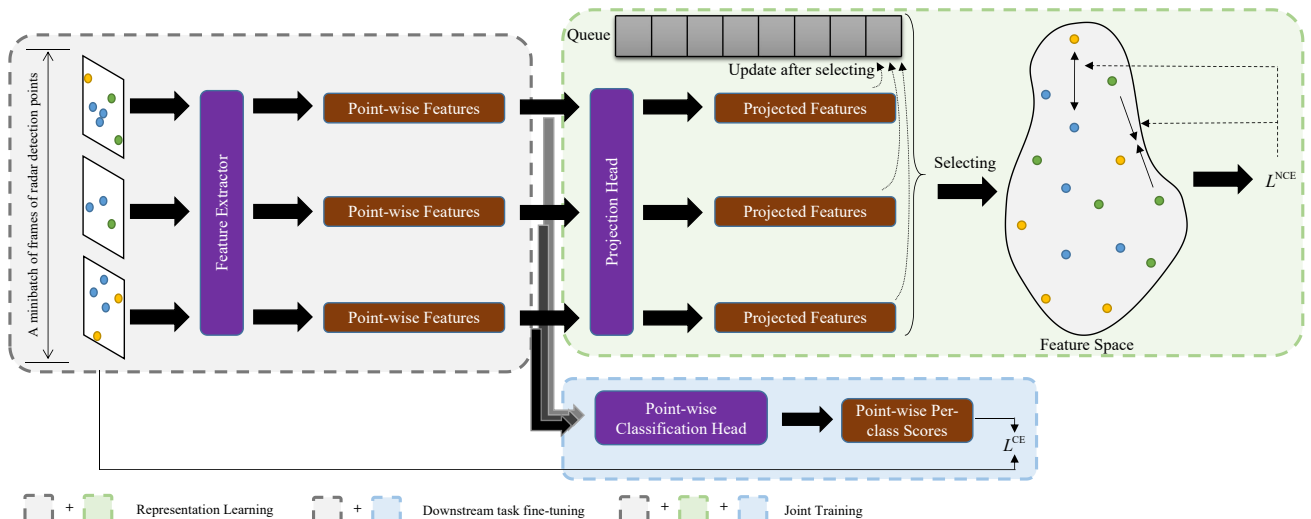 Queue
Update after selecting
A minibatch of frames of radar detection points
Feature Extractor
Point-wise Features
Point-wise Features
Point-wise Features
Projection Head
Projected Features
Projected Features
Projected Features
Selecting
Feature Space
L^NCE
Point-wise
Classification Head
Point-wise Per-
class Scores
L^CE
+ Representation Learning
+ Downstream task fine-tuning
+ + Joint Training